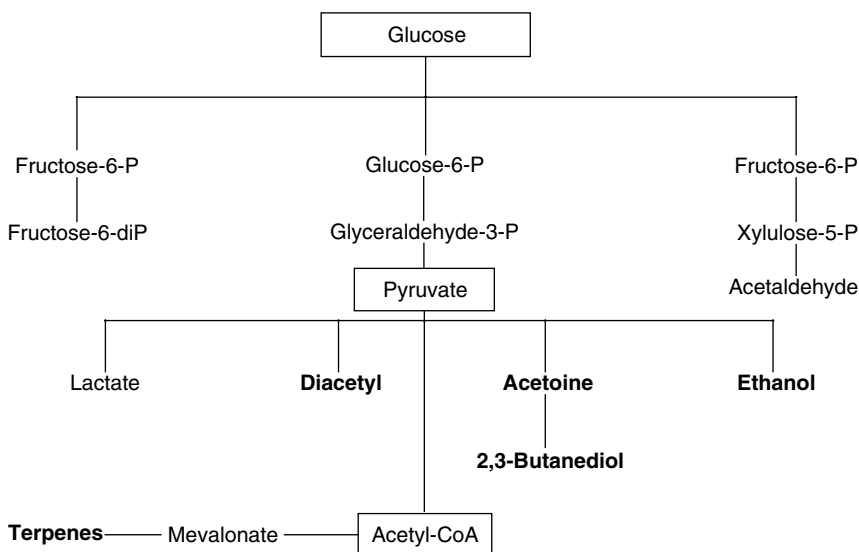 Glucose
Fructose-6-P Glucose-6-P Fructose-6-P
Fructose-6-diP Glyceraldehyde-3-P Xylulose-5-P
Pyruvate Acetaldehyde
Lactate Diacetyl Acetoine Ethanol
2,3-Butanediol
Terpenes Mevalonate Acetyl-CoA